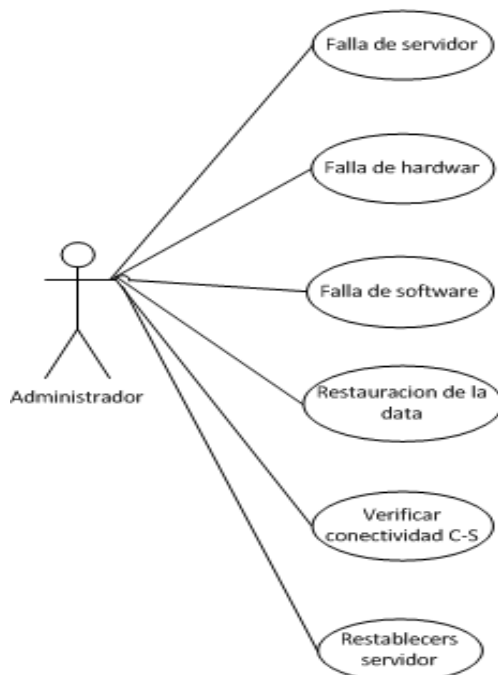 Falla de servidor
Falla de hardwar
Falla de software
Administrador
Restauracion de la
data
Verificar
conectividad C-S
Restablecers
servidor